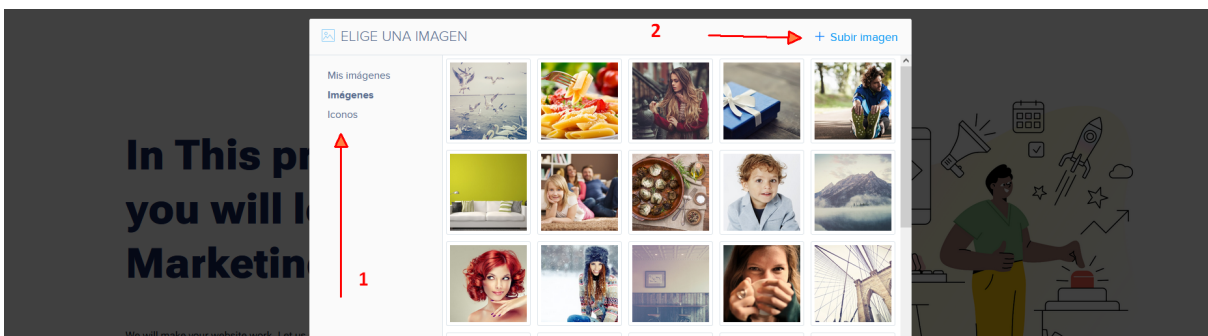 ELIGE UNA IMAGEN
2
+ Subir imagen
Mis imágenes
Imágenes
Iconos
1
In This pr
you will l
Marketin
We will make your website work. Let us